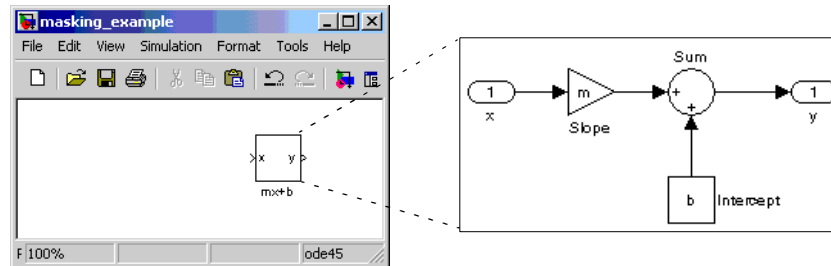 masking_example
File Edit View Simulation Format Tools Help
x y
mx+b
F 100% ode45
Sum
1 m + + 1
x Slope y
b Intercept